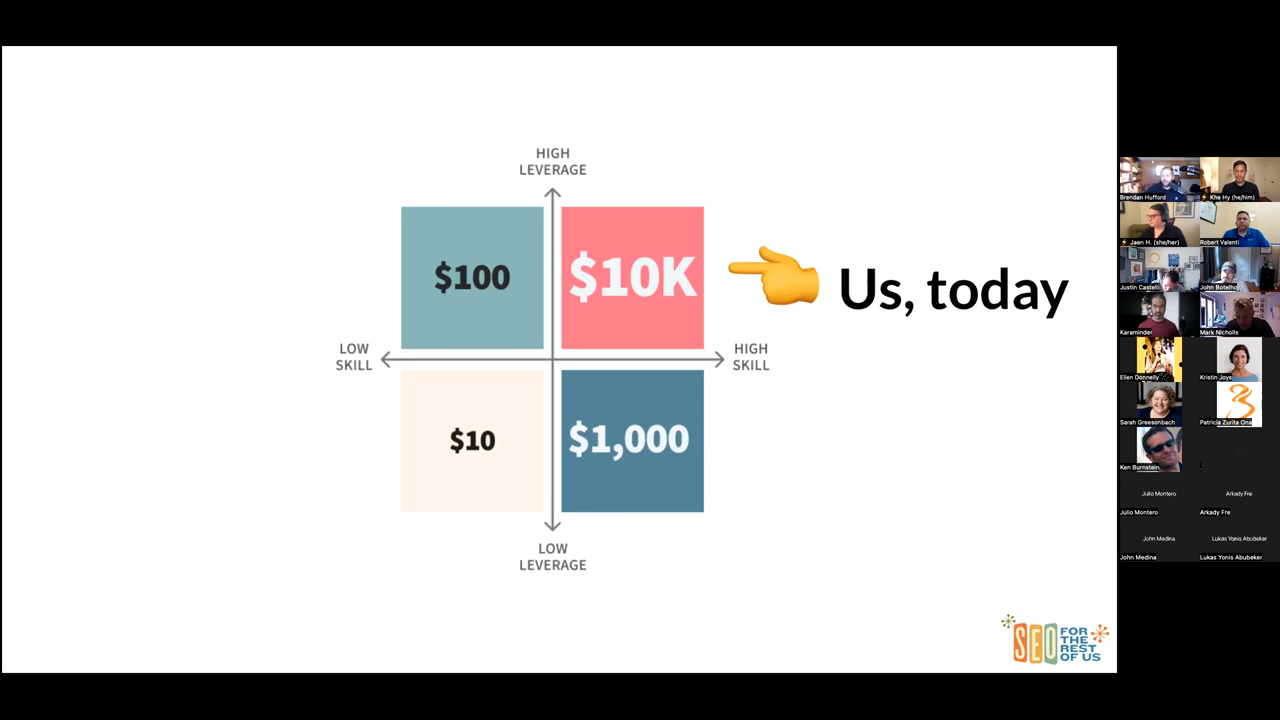 HIGH
LEVERAGE
$100
$10K
Us, today
LOW
SKILL
HIGH
SKILL
$10
$1,000
LOW
LEVERAGE
SEO
FOR
THE
REST
OF US
Brendan Hufford
Khe Hy (he/him)
Jaen H. (she/her)
Robert Valenti
Justin Castelli
John Botelho
Karaminder
Mark Nicholls
Ellen Donnelly
Kristin Joys
Sarah Greesonbach
Patricia Zurita Ona
Ken Burnstein
Julio Montero
Arkady Fre
Julio Montero
Arkady Fre
John Medina
Lukas Yonis Abubeker
John Medina
Lukas Yonis Abubeker